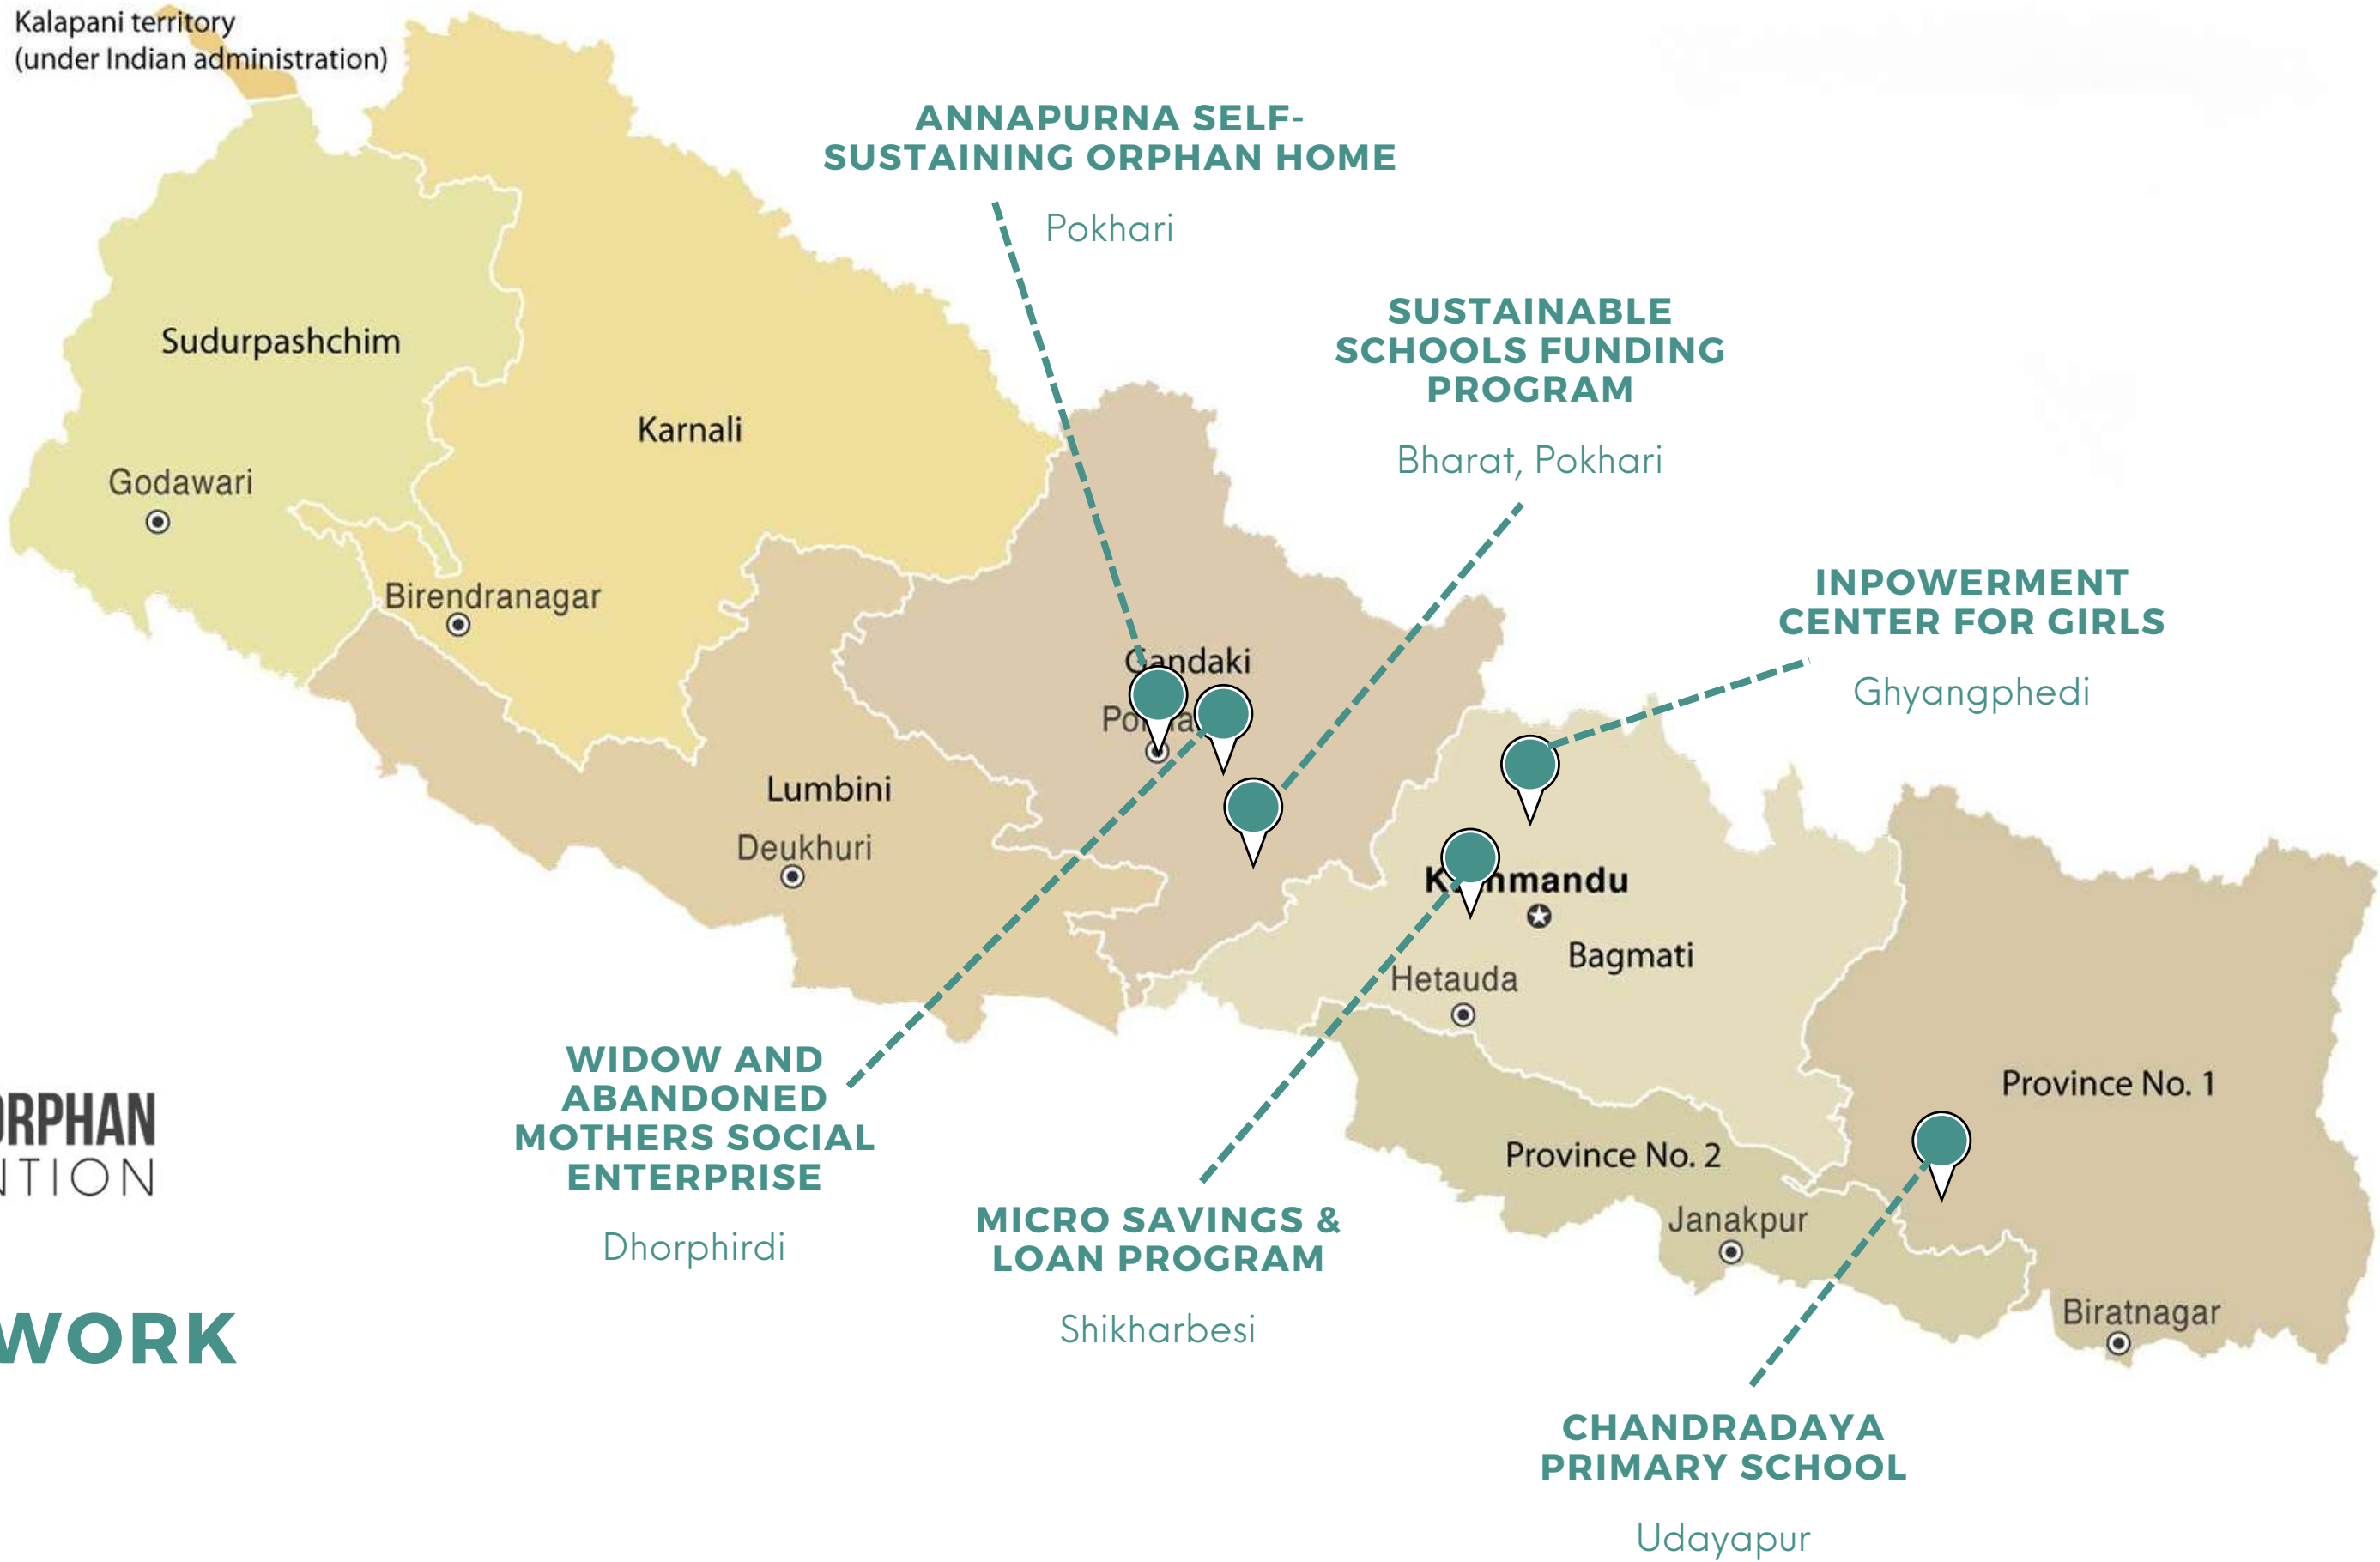 Kalapani territory
(under Indian administration)
ANNAPURNA SELF-
SUSTAINING ORPHAN HOME
Pokhari
SUSTAINABLE
SCHOOLS FUNDING
PROGRAM
Bharat, Pokhari
Sudurpashchim
Karnali
Godawari
Birendranagar
INPOWERMENT
CENTER FOR GIRLS
Ghyangphedi
Gandaki
Lumbini
Deukhuri
Bagmati
Hetauda
WIDOW AND
ABANDONED
MOTHERS SOCIAL
ENTERPRISE
Dhorphirdi
MICRO SAVINGS &
LOAN PROGRAM
Shikharbesi
Province No. 1
Province No. 2
Janakpur
Biratnagar
WORK
CHANDRADAYA
PRIMARY SCHOOL
Udayapur